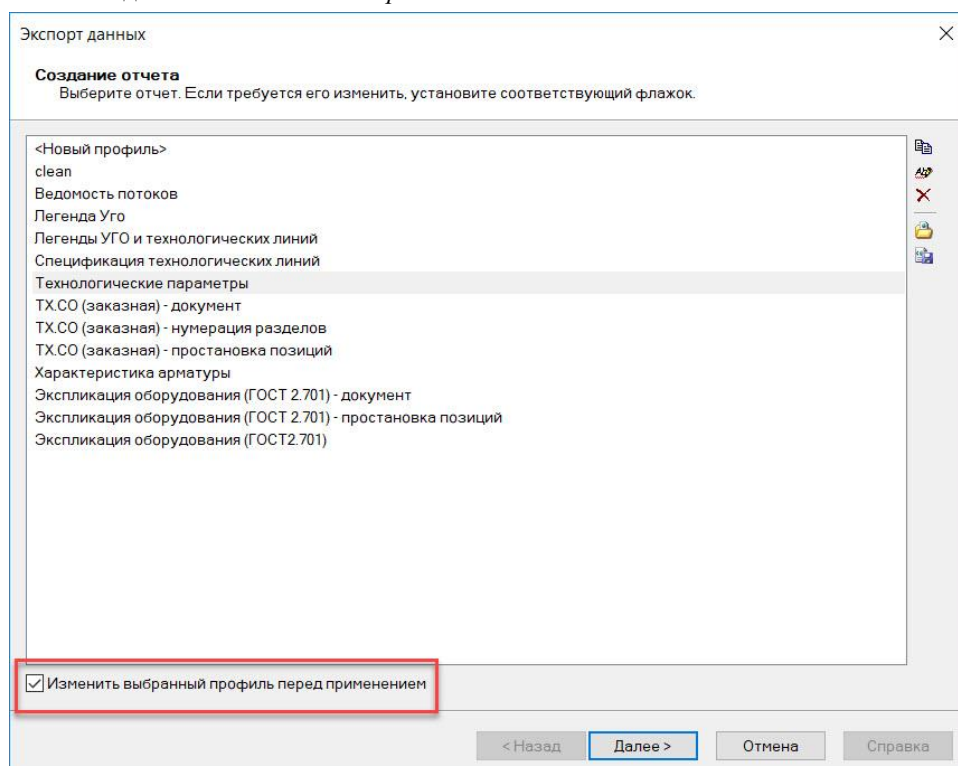 Экспорт данных
Создание отчета
Выберите отчет. Если требуется его изменить, установите соответствующий флажок.
<Новый профиль>
clean
Ведомость потоков
Легенда Уго
Легенды УГО и технологических линий
Спецификация технологических линий
Технологические параметры
ТХ.СО (заказная) - документ
ТХ.СО (заказная) - нумерация разделов
ТХ.СО (заказная) - простановка позиций
Характеристика арматуры
Экспликация оборудования (ГОСТ 2.701) - документ
Экспликация оборудования (ГОСТ 2.701) - простановка позиций
Экспликация оборудования (ГОСТ2.701)
Изменить выбранный профиль перед применением
< Назад Далее > Отмена Справка